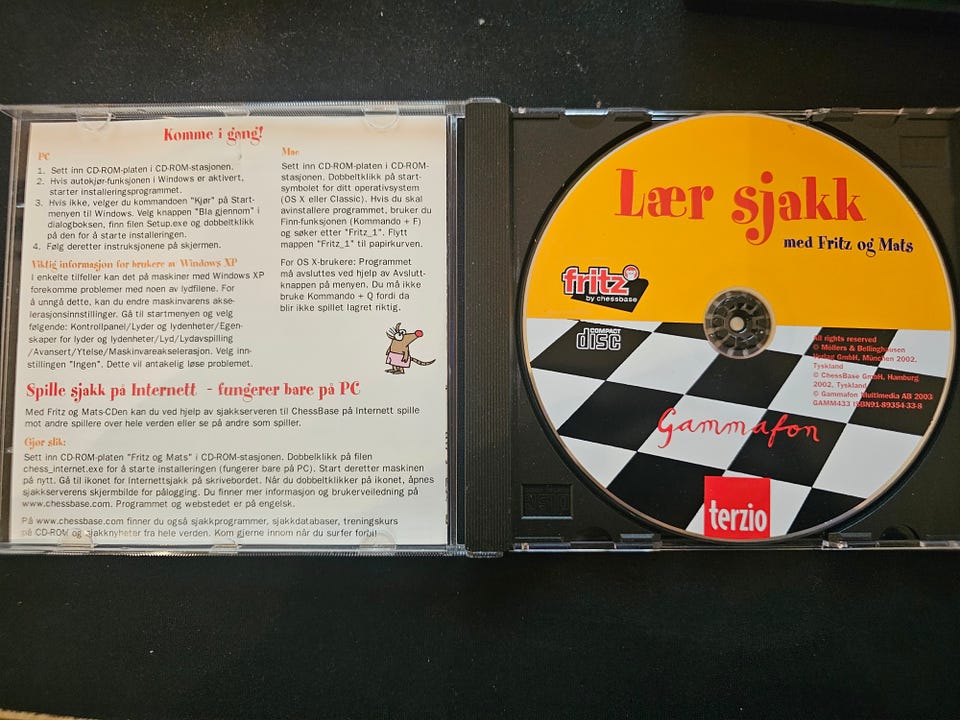 Komme i gang!
PC
1. Sett inn CD-ROM-platen i CD-ROM-stasjonen.
2. Hvis autokjør-funksjonen i Windows er aktivert,
starter installeringsprogrammet.
3. Hvis ikke, velger du kommandoen "Kjør" på Start-
menyen til Windows. Velg knappen "Bla gjennom" i
dialogboksen, finn filen Setup.exe og dobbeltklikk
på den for å starte installeringen.
4. Følg deretter instruksjonene på skjermen.
Viktig informasjon for brukere av Windows XP
I enkelte tilfeller kan det på maskiner med Windows XP
forekomme problemer med noen av lydfilene. For
å unngå dette, kan du endre maskinvarens akse-
lerasjonsinnstillinger. Gå til startmenyen og velg
følgende: Kontrollpanel/Lyder og lydenheter/Egen-
skaper for lyder og lydenheter/Lyd/Lydavspilling
/Avansert/Ytelse/Maskinvareakselerasjon. Velg inn-
stillingen "Ingen". Dette vil antakelig løse problemet.
Mac
Sett inn CD-ROM-platen i CD-ROM-
stasjonen. Dobbeltklikk på start-
symbolet for ditt operativsystem
(OS X eller Classic). Hvis du skal
avinstallere programmet, bruker du
Finn-funksjonen (Kommando + F)
og søker etter "Fritz_1". Flytt
mappen "Fritz_1" til papirkurven.
For OS X-brukere: Programmet
må avsluttes ved hjelp av Avslutt-
knappen på menyen. Du må ikke
bruke Kommando + Q fordi da
blir ikke spillet lagret riktig.
Spille sjakk på Internett - fungerer bare på PC
Med Fritz og Mats-CDen kan du ved hjelp av sjakkserveren til ChessBase på Internett spille
mot andre spillere over hele verden eller se på andre som spiller.
Gjør slik:
Sett inn CD-ROM-platen "Fritz og Mats" i CD-ROM-stasjonen. Dobbelklikk på filen
chess_internet.exe for å starte installeringen (fungerer bare på PC). Start deretter maskinen
på nytt. Gå til ikonet for Internettsjakk på skrivebordet. Når du dobbeltklikker på ikonet, åpnes
sjakkserverens skjermbilde for pålogging. Du finner mer informasjon og brukerveiledning på
www.chessbase.com. Programmet og webstedet er på engelsk.
På www.chessbase.com finner du også sjakkprogrammer, sjakkdatabaser, treningskurs
på CD-ROM og sjakknyheter fra hele verden. Kom gjerne innom når du surfer forbi!
Lær sjakk
med Fritz og Mats
fritz
by chessbase
COMPACT
disc
All rights reserved
© Möllers & Bellinghausen
Verlag GmbH, München 2002,
Tyskland
© ChessBase GmbH, Hamburg
2002, Tyskland
© Gammafon Multimedia AB 2003
GAMM433 ISBN91-89354-33-8
Gammafon
terzio